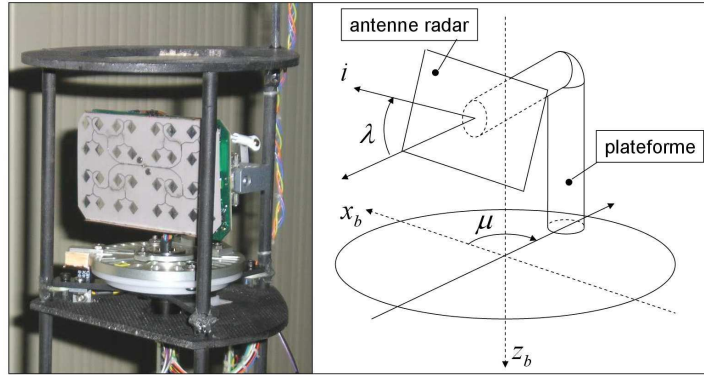 antenne radar
i
λ
plateforme
x_b
μ
z_b